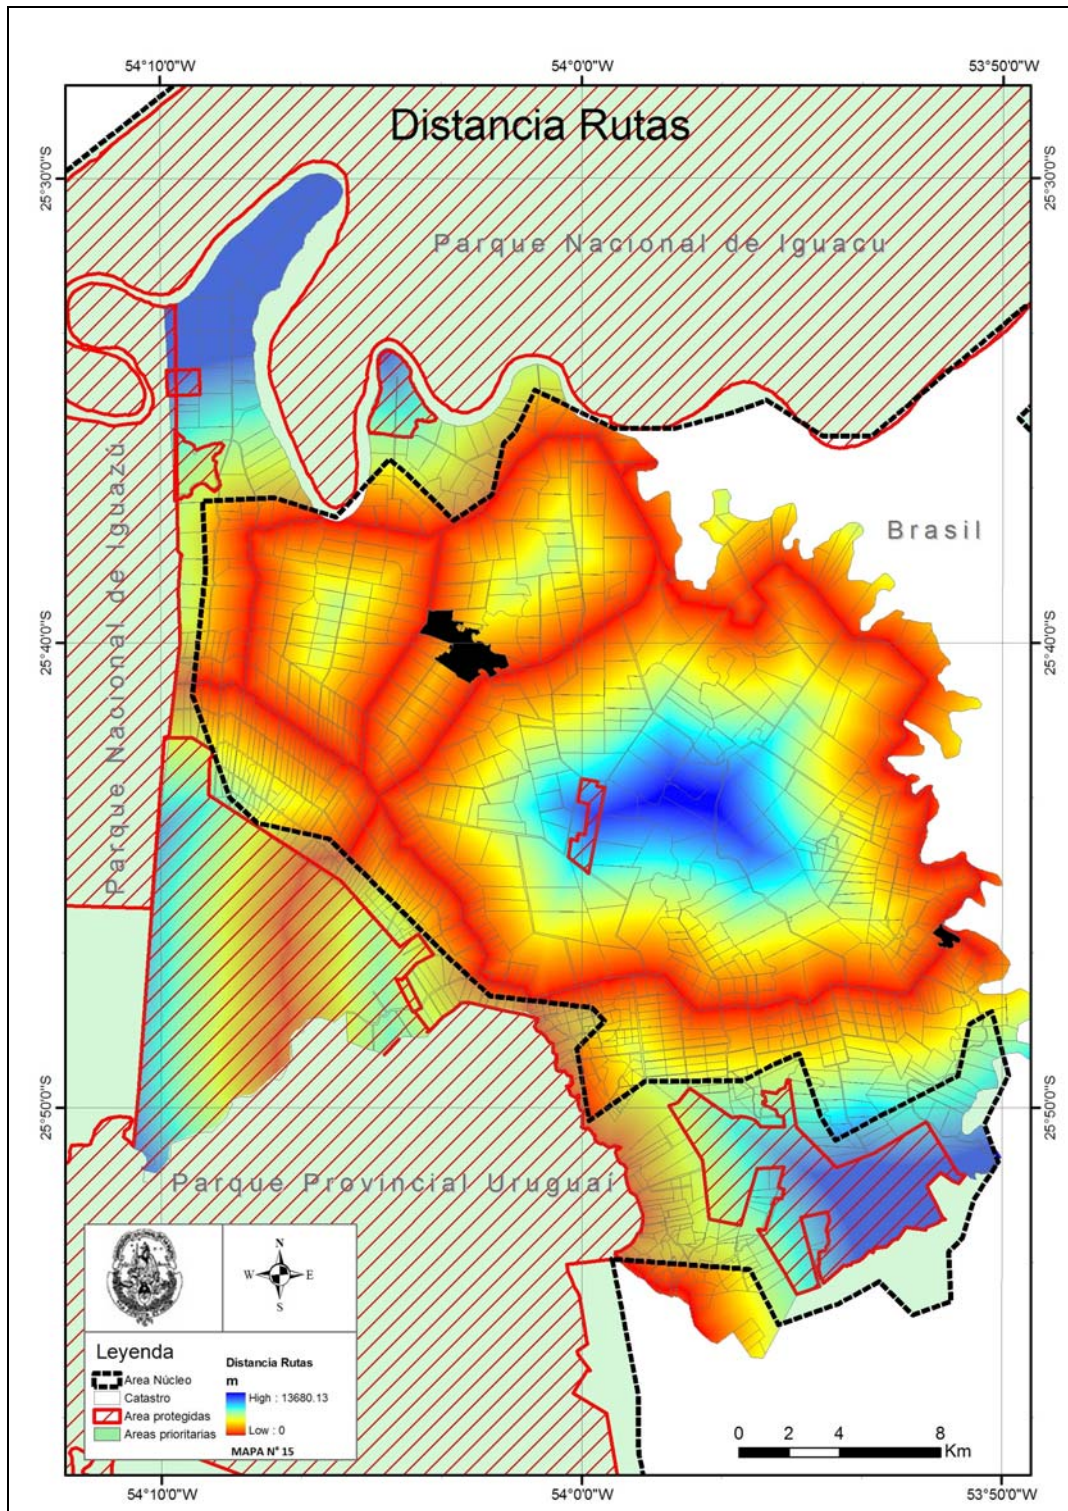 54°10'0"W 54°0'0"W 53°50'0"W
Distancia Rutas
25°30'0"S 25°30'0"S
Parque Nacional de Iguacu
Parque Nacional de Iguazú
Brasil
25°40'0"S 25°40'0"S
25°50'0"S 25°50'0"S
Parque Provincial Uruguaí
N
W E
S
Leyenda
Area Núcleo
Catastro
Area protegidas
Areas prioritarias
Distancia Rutas
m
High : 13680.13
Low : 0
MAPA N° 15
0 2 4 8
Km
54°10'0"W 54°0'0"W 53°50'0"W